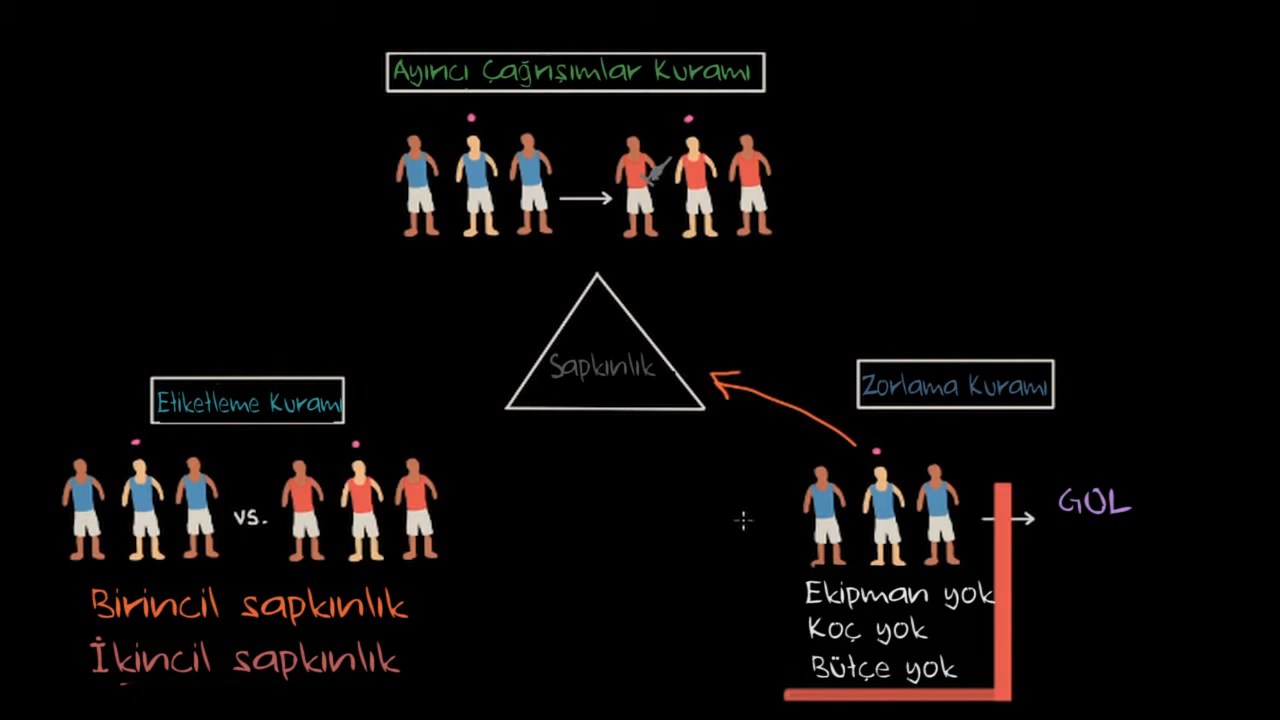 Ayırıcı Çağrışımlar Kuramı
Sapkınlık
Etiketleme Kuramı
vs.
Birincil sapkınlık
İkincil sapkınlık
Zorlama Kuramı
GOL
Ekipman yok
Koç yok
Bütçe yok